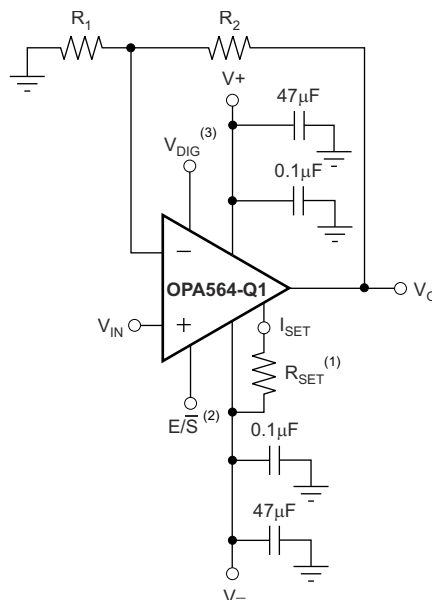 R1
R2
V+
47μF
VDIG (3)
0.1μF
−
OPA564-Q1
VO
VIN
+
ISET
RSET (1)
E/S̅ (2)
0.1μF
47μF
V−